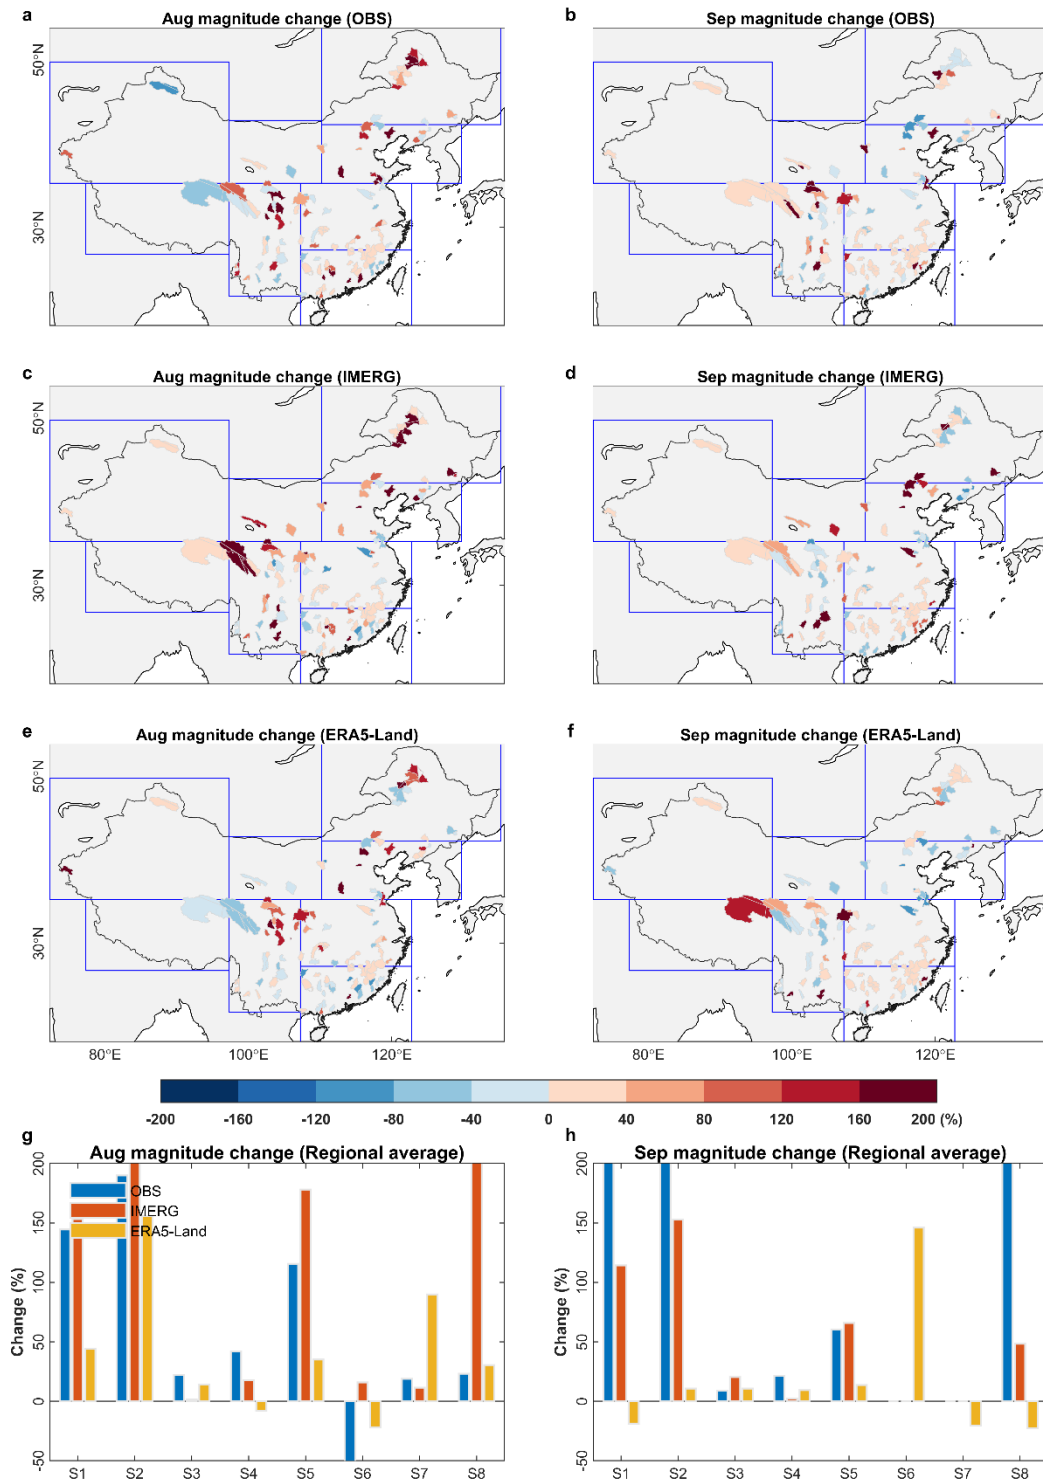 a
Aug magnitude change (OBS)
50°N
30°N
b
Sep magnitude change (OBS)
c
Aug magnitude change (IMERG)
50°N
30°N
d
Sep magnitude change (IMERG)
e
Aug magnitude change (ERA5-Land)
50°N
30°N
80°E 100°E 120°E
f
Sep magnitude change (ERA5-Land)
80°E 100°E 120°E
-200 -160 -120 -80 -40 0 40 80 120 160 200 (%)
g
Aug magnitude change (Regional average)
200
150
100
50
0
-50
Change (%)
OBS
IMERG
ERA5-Land
S1 S2 S3 S4 S5 S6 S7 S8
h
Sep magnitude change (Regional average)
200
150
100
50
0
-50
Change (%)
S1 S2 S3 S4 S5 S6 S7 S8